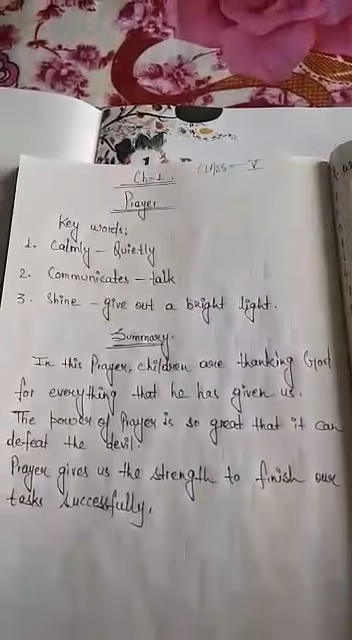 Ch-1. Class- V
Prayer
Key words:
1. Calmly - Quietly
2. Communicates - talk
3. Shine - give out a bright light.
Summary.
In this Prayer, children are thanking God
for everything that he has given us.
The power of Prayer is so great that it can
defeat the devil.
Prayer gives us the strength to finish our
tasks successfully.